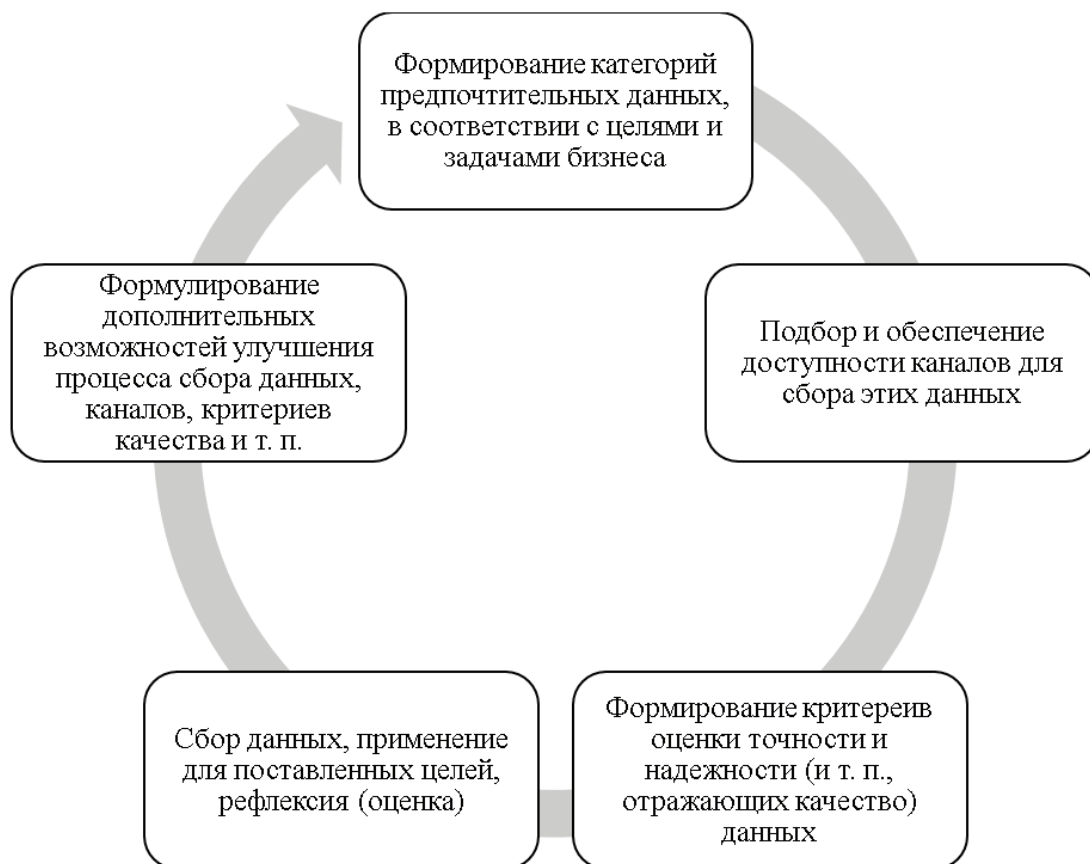 Формирование категорий
предпочтительных данных,
в соответствии с целями и
задачами бизнеса
Подбор и обеспечение
доступности каналов для
сбора этих данных
Формирование критереив
оценки точности и
надежности (и т. п.,
отражающих качество)
данных
Сбор данных, применение
для поставленных целей,
рефлексия (оценка)
Формулирование
дополнительных
возможностей улучшения
процесса сбора данных,
каналов, критериев
качества и т. п.